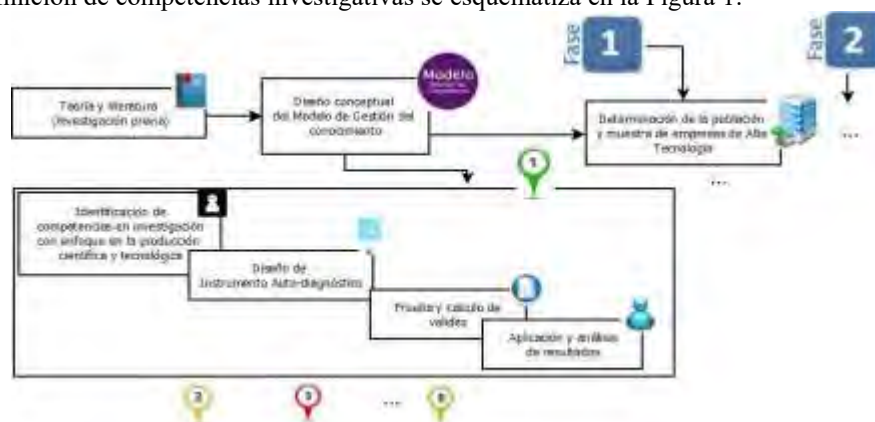 inición de competencias investigativas se esquematiza en la Figura 1.
Fase 1
Fase 2
Teoría y literatura
(Investigación previa)
Diseño conceptual
del Modelo de Gestión del
conocimiento
Modelo
Determinación de la población
y muestra de empresas de Alta
Tecnología
...
...
1
Identificación de
competencias en investigación
con enfoque en la producción
científica y tecnológica
Diseño de
Instrumento Auto-diagnóstico
Prueba y cálculo de
validez
Aplicación y análisis
de resultados
2
3
...